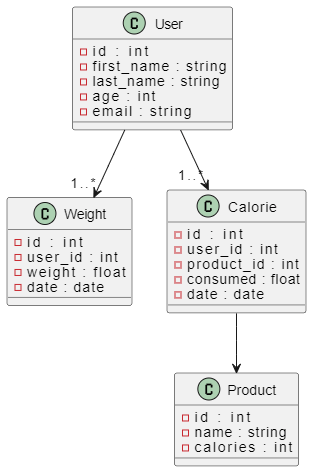 C User
id : int
first_name : string
last_name : string
age : int
email : string
1..*
1..*
C Weight
id : int
user_id : int
weight : float
date : date
C Calorie
id : int
user_id : int
product_id : int
consumed : float
date : date
C Product
id : int
name : string
calories : int